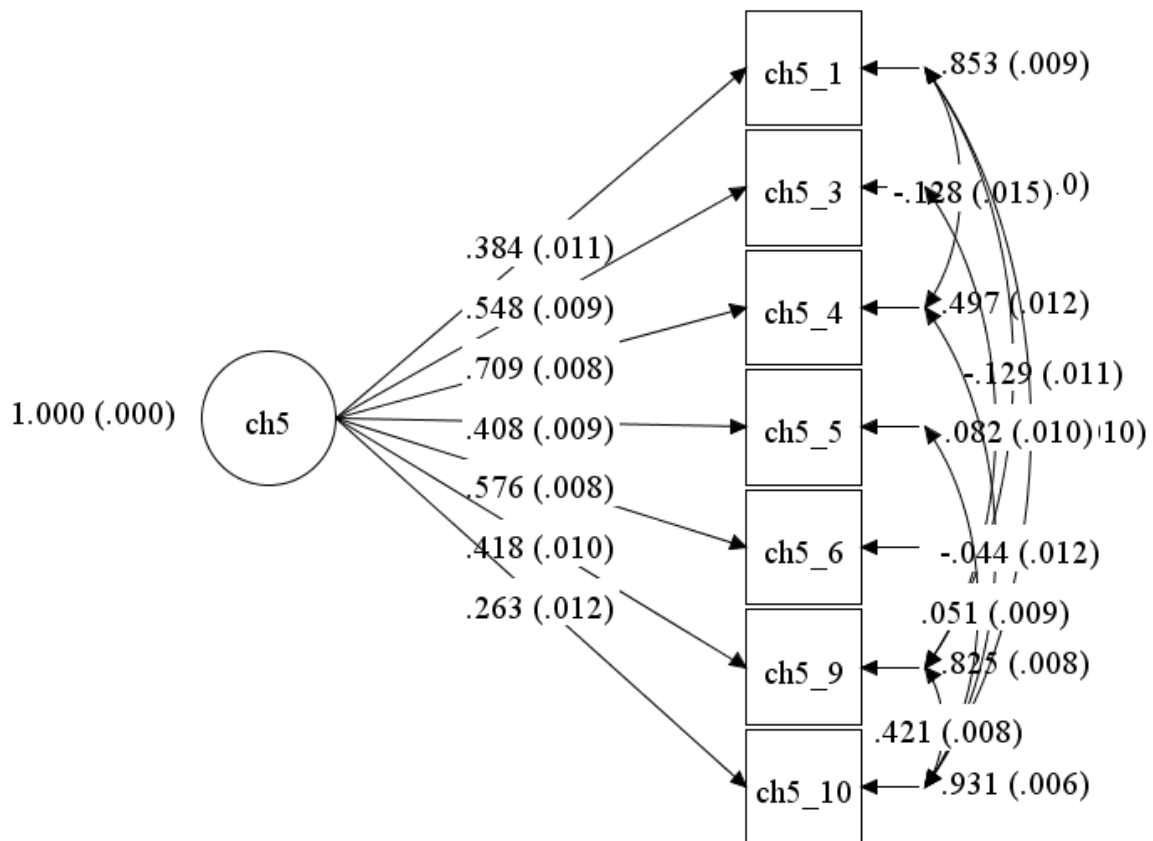 ch5_1
.853 (.009)
ch5_3
-.128 (.015)
.0)
.384 (.011)
.548 (.009)
ch5_4
.497 (.012)
.709 (.008)
-.129 (.011)
1.000 (.000)
ch5
.408 (.009)
ch5_5
.082 (.010)
10)
.576 (.008)
.418 (.010)
ch5_6
-.044 (.012)
.263 (.012)
.051 (.009)
ch5_9
.825 (.008)
.421 (.008)
ch5_10
.931 (.006)